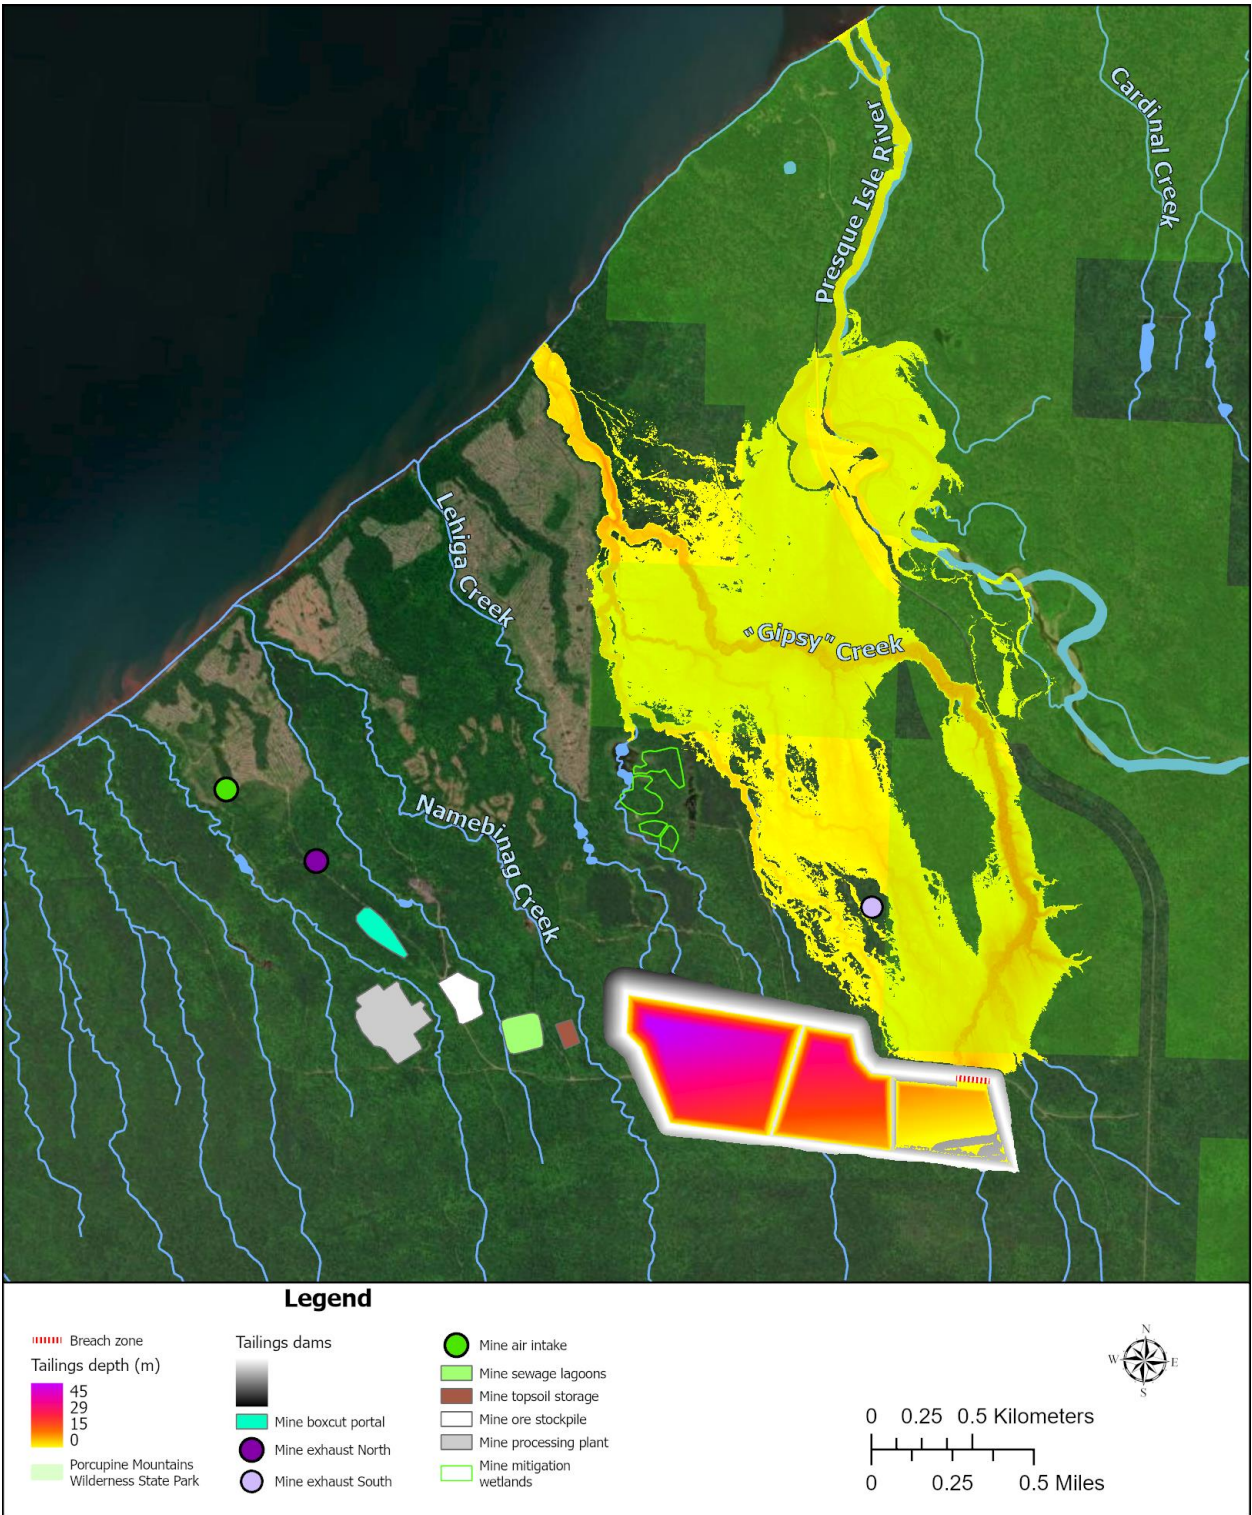 Cardinal Creek
Presque Isle River
Lehiga Creek
"Gipsy" Creek
Namebinag Creek
Legend
Breach zone
Tailings depth (m)
45
29
15
0
Porcupine Mountains
Wilderness State Park
Tailings dams
Mine boxcut portal
Mine exhaust North
Mine exhaust South
Mine air intake
Mine sewage lagoons
Mine topsoil storage
Mine ore stockpile
Mine processing plant
Mine mitigation
wetlands
N
W E
S
0 0.25 0.5 Kilometers
0 0.25 0.5 Miles